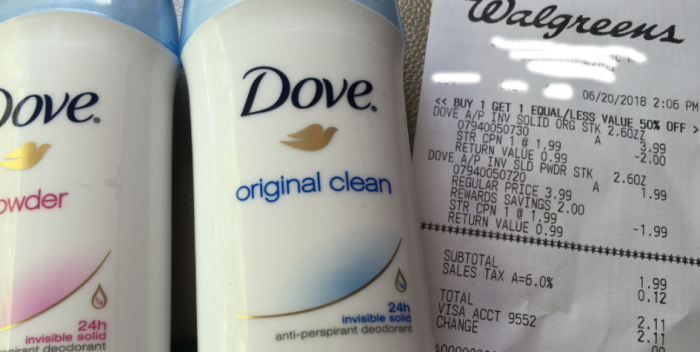 Dove.
owder
24h
invisible solid
anti-perspirant deodorant
Dove.
original clean
24h
invisible solid
anti-perspirant deodorant
Walgreens
06/20/2018 2:06 PM
<< BUY 1 GET 1 EQUAL/LESS VALUE 50% OFF >
DOVE A/P INV SOLID ORG STK 2.60ZZ
07940050730 A 3.99
STR CPN 1 @ 1.99 -2.00
RETURN VALUE 0.99
DOVE A/P INV SLD PWDR STK 2.60Z
07940050720 A 1.99
REGULAR PRICE 3.99
REWARDS SAVINGS 2.00
STR CPN 1 @ 1.99 -1.99
RETURN VALUE 0.99
SUBTOTAL 1.99
SALES TAX A=6.0% 0.12
TOTAL 2.11
VISA ACCT 9552 2.11
CHANGE .00